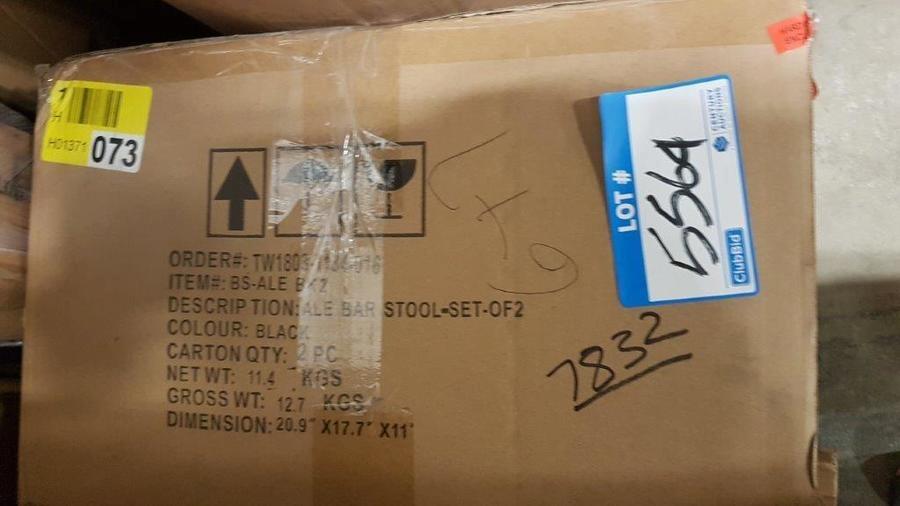 H
H01371 073
LOT # 5564
CENTURY AUCTIONS
ClubBid
7832
ITEM#: BS-ALE
DESCRIPTION: ALE BAR STOOL-SET-OF2
COLOUR: BLACK
CARTON QTY: 2 PC
NET WT: 11.4 KGS
GROSS WT: 12.7 KGS
DIMENSION: 20.9" X17.7" X11"
ORDER#: